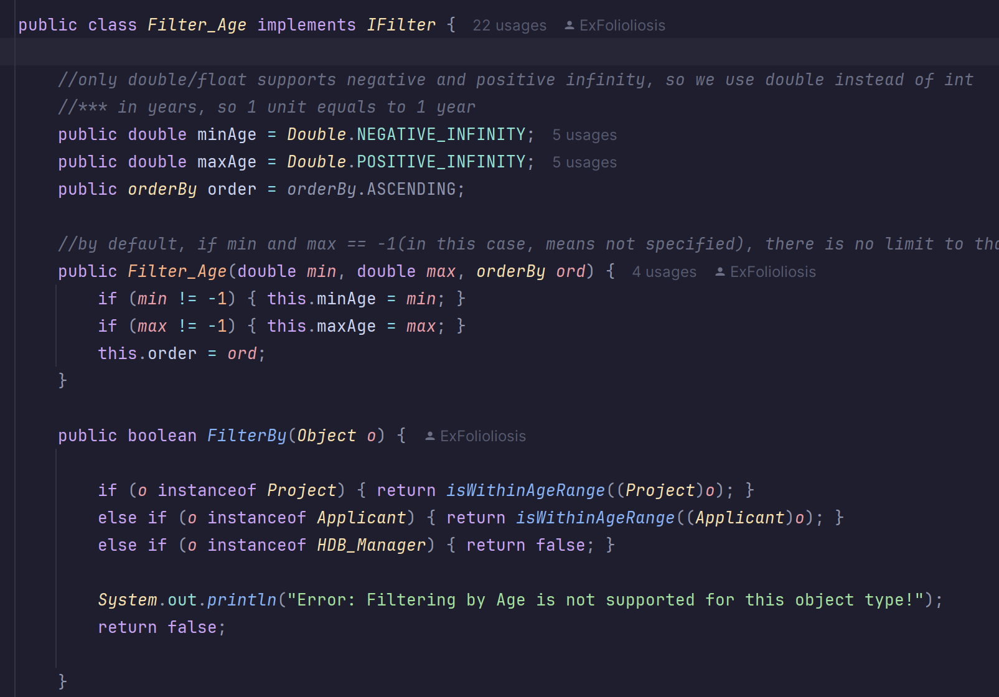 public class Filter_Age implements IFilter { 22 usages ExFolioliosis
//only double/float supports negative and positive infinity, so we use double instead of int
//*** in years, so 1 unit equals to 1 year
public double minAge = Double.NEGATIVE_INFINITY; 5 usages
public double maxAge = Double.POSITIVE_INFINITY; 5 usages
public orderBy order = orderBy.ASCENDING;
//by default, if min and max == -1(in this case, means not specified), there is no limit to
public Filter_Age(double min, double max, orderBy ord) { 4 usages ExFolioliosis
if (min != -1) { this.minAge = min; }
if (max != -1) { this.maxAge = max; }
this.order = ord;
}
public boolean FilterBy(Object o) { ExFolioliosis
if (o instanceof Project) { return isWithinAgeRange((Project)o); }
else if (o instanceof Applicant) { return isWithinAgeRange((Applicant)o); }
else if (o instanceof HDB_Manager) { return false; }
System.out.println("Error: Filtering by Age is not supported for this object type!");
return false;
}